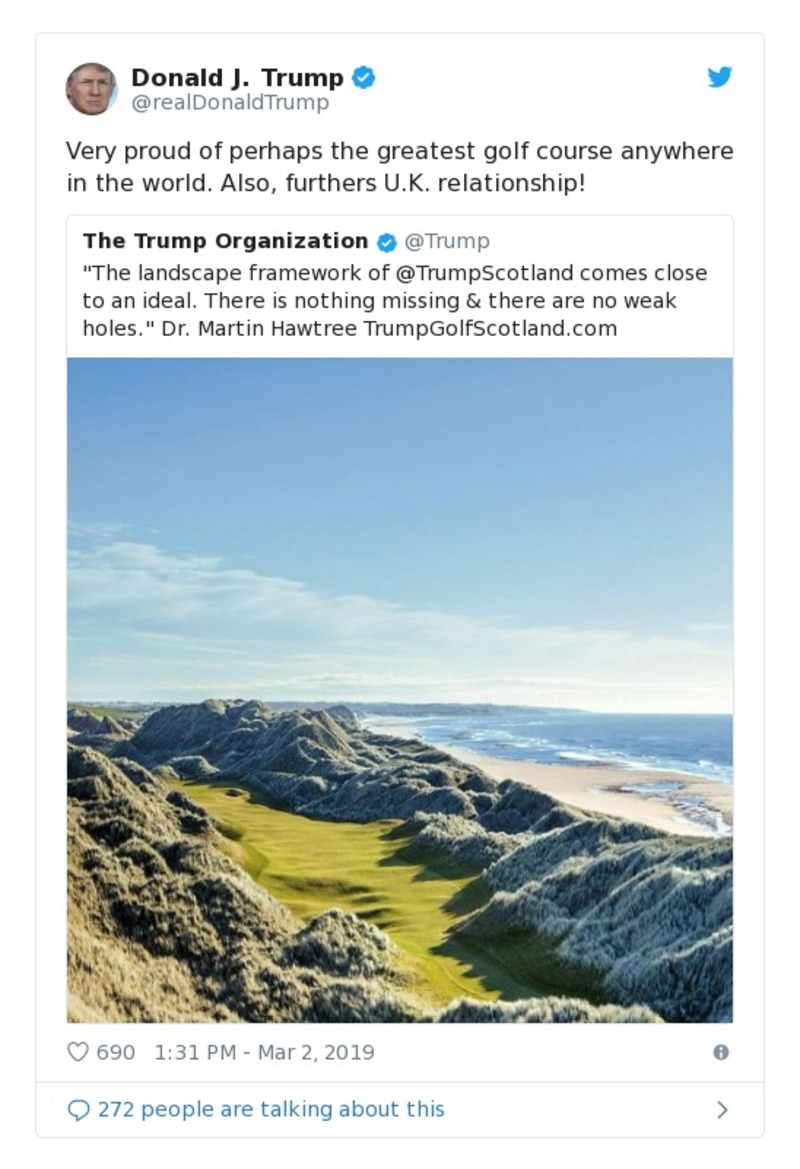 Donald J. Trump
@realDonaldTrump
Very proud of perhaps the greatest golf course anywhere
in the world. Also, furthers U.K. relationship!
The Trump Organization @Trump
"The landscape framework of @TrumpScotland comes close
to an ideal. There is nothing missing & there are no weak
holes." Dr. Martin Hawtree TrumpGolfScotland.com
690 1:31 PM - Mar 2, 2019
272 people are talking about this